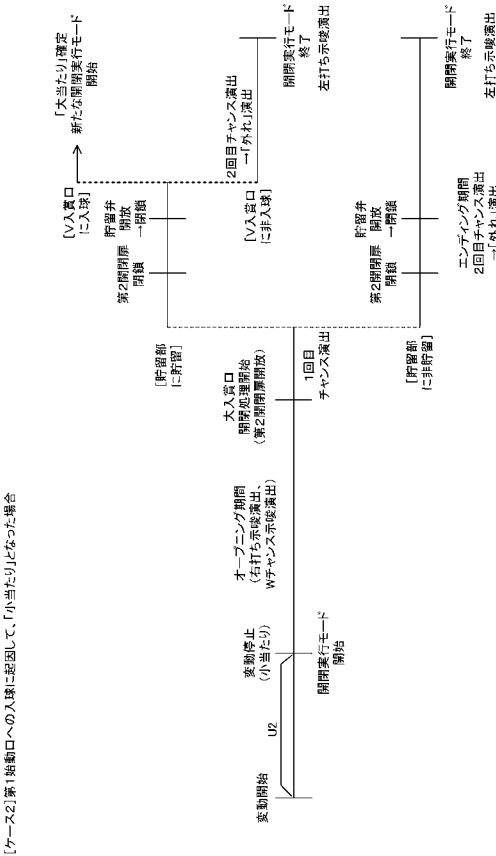 [ケース2]第1始動口への入球に起因して、「小当たり」となった場合
変動開始
U2
変動停止
(小当たり)
開閉実行モード
開始
オープニング期間
(右打ち示唆演出、
Wチャンス示唆演出)
大入賞口
開閉処理開始
(第2開閉扉開放)
1回目
チャンス演出
[貯留部
に貯留]
第2開閉扉
閉鎖
貯留弁
開放
→閉鎖
[V入賞口
に入球]
「大当たり」確定
新たな開閉実行モード
開始
[V入賞口
に非入球]
2回目チャンス演出
→「外れ」演出
開閉実行モード
終了
左打ち示唆演出
[貯留部
に非貯留]
第2開閉扉
閉鎖
貯留弁
開放
→閉鎖
エンディング期間
2回目チャンス演出
→「外れ」演出
開閉実行モード
終了
左打ち示唆演出